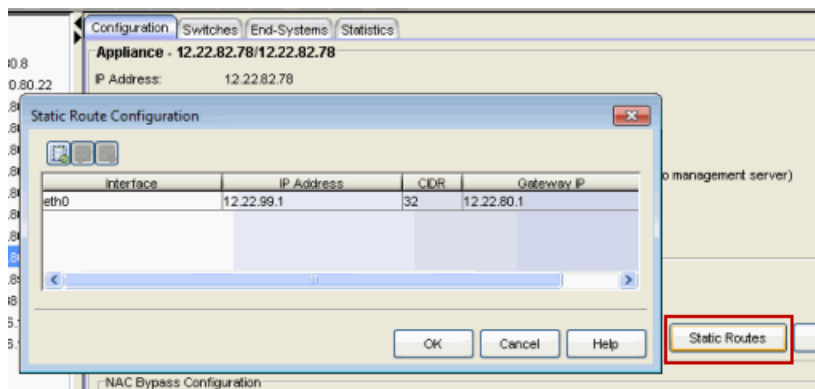 Configuration Switches End-Systems Statistics
Appliance - 12.22.82.78/12.22.82.78
IP Address: 12.22.82.78
Static Route Configuration
Interface IP Address CIDR Gateway IP
eth0 12.22.99.1 32 12.22.80.1
o management server)
OK Cancel Help
Static Routes
NAC Bypass Configuration